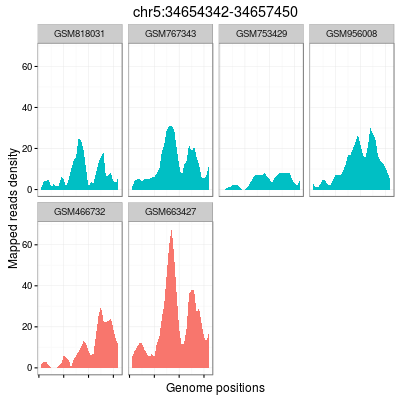 chr5:34654342-34657450
GSM818031 GSM767343 GSM753429 GSM956008
60
40
20
0
GSM466732 GSM663427
60
40
20
0
Mapped reads density
Genome positions